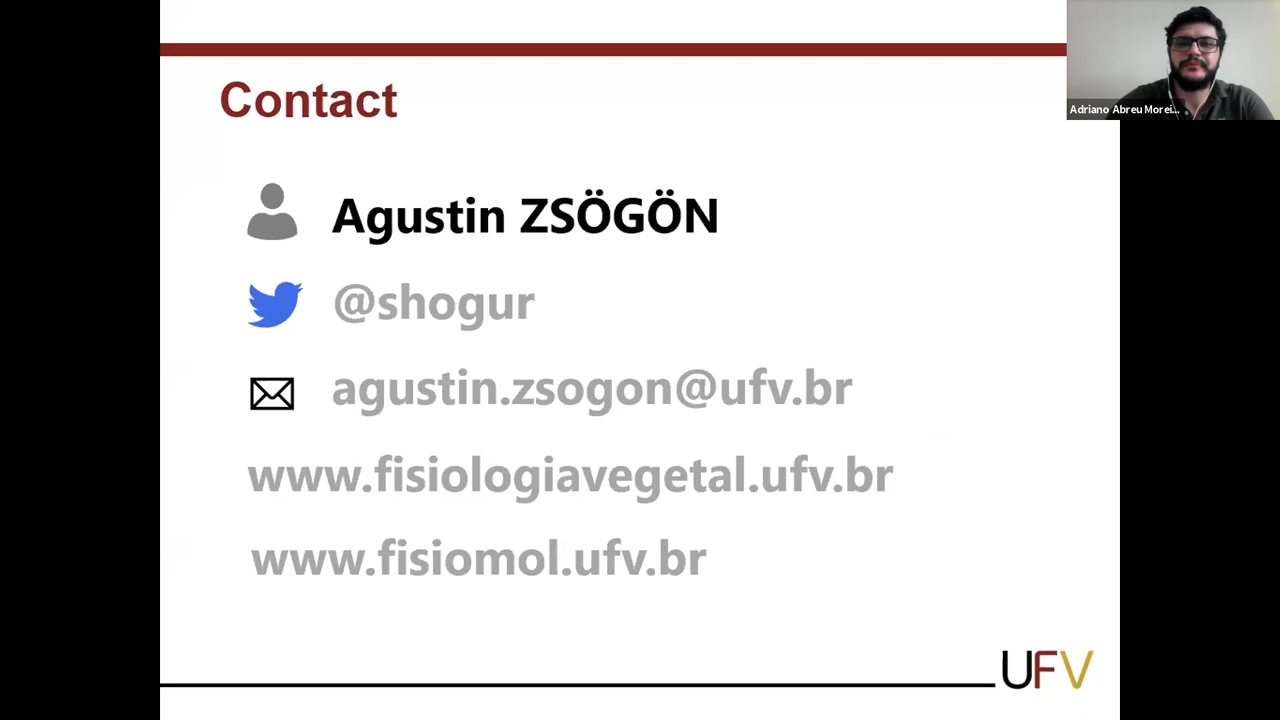 Contact
Adriano Abreu Morei...
Agustin ZSÖGÖN
@shogur
agustin.zsogon@ufv.br
www.fisiologiavegetal.ufv.br
www.fisiomol.ufv.br
UFV